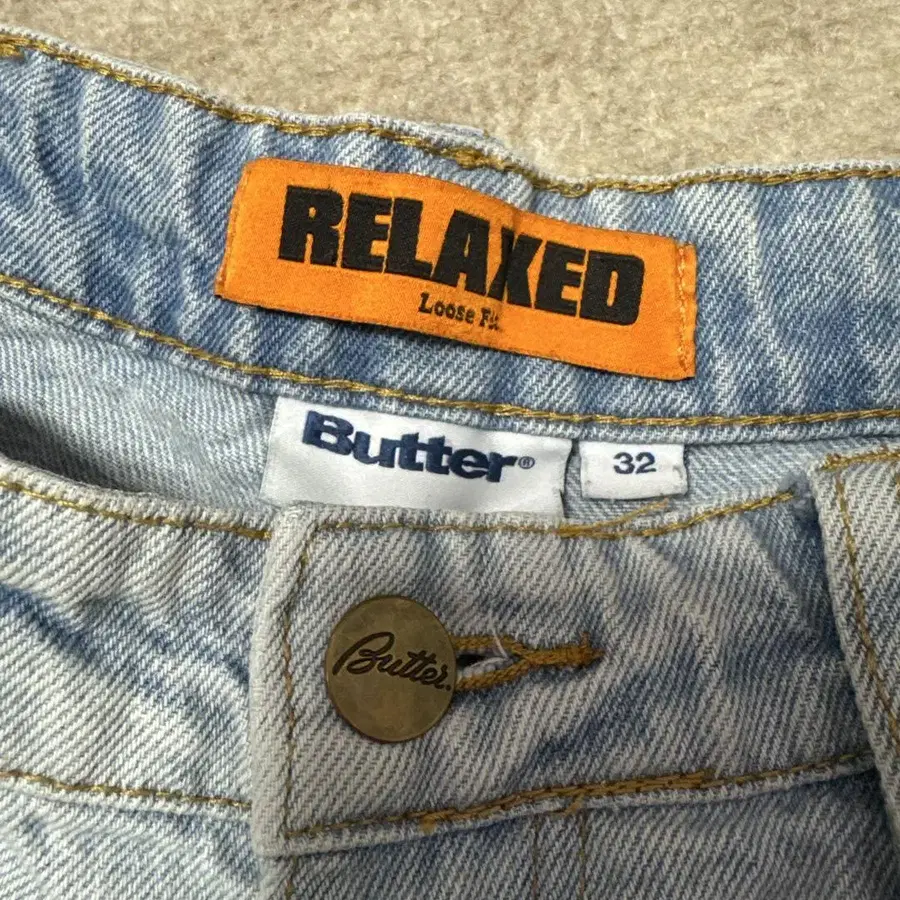 RELAXED
Loose Fit
Butter®
32
Butter.